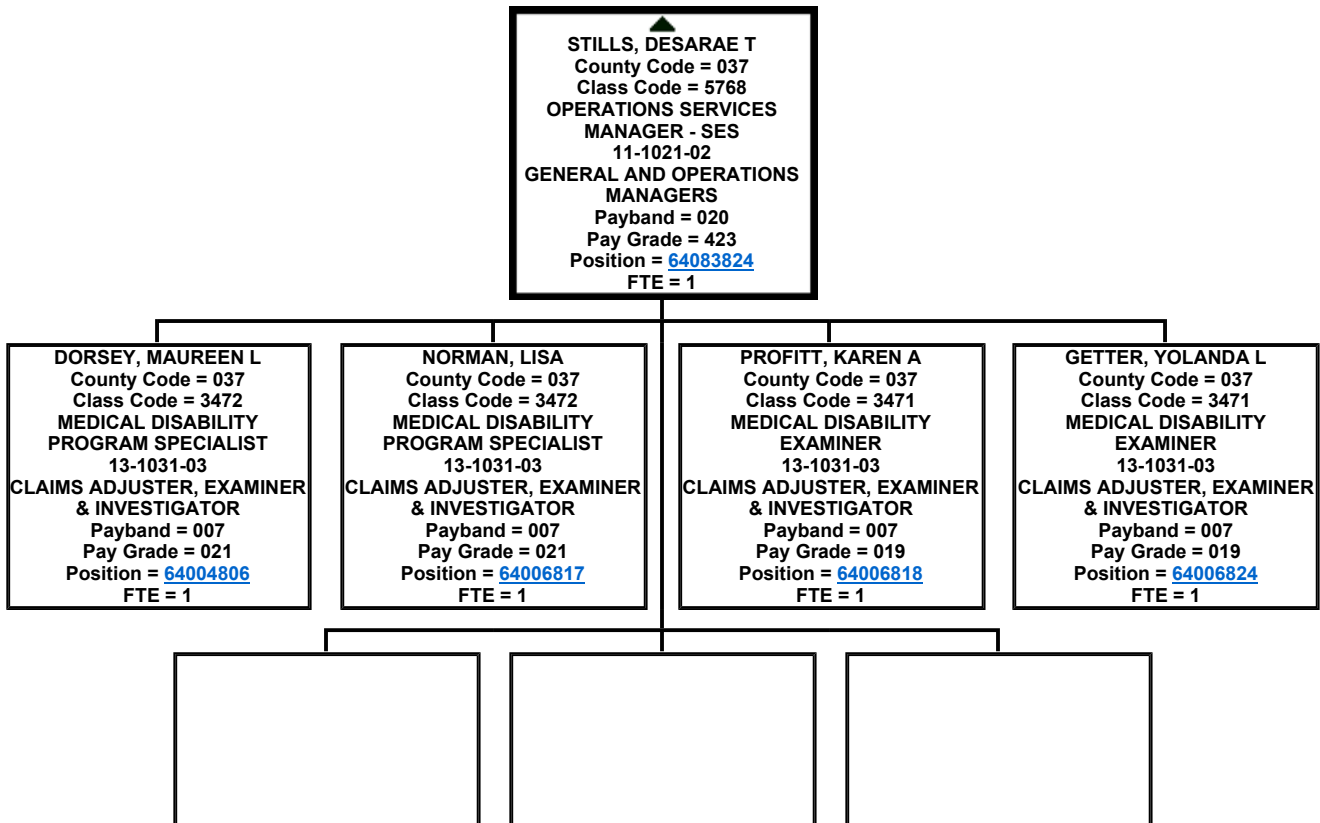 STILLS, DESARAE T
County Code = 037
Class Code = 5768
OPERATIONS SERVICES
MANAGER - SES
11-1021-02
GENERAL AND OPERATIONS
MANAGERS
Payband = 020
Pay Grade = 423
Position = 64083824
FTE = 1
DORSEY, MAUREEN L
County Code = 037
Class Code = 3472
MEDICAL DISABILITY
PROGRAM SPECIALIST
13-1031-03
CLAIMS ADJUSTER, EXAMINER
& INVESTIGATOR
Payband = 007
Pay Grade = 021
Position = 64004806
FTE = 1
NORMAN, LISA
County Code = 037
Class Code = 3472
MEDICAL DISABILITY
PROGRAM SPECIALIST
13-1031-03
CLAIMS ADJUSTER, EXAMINER
& INVESTIGATOR
Payband = 007
Pay Grade = 021
Position = 64006817
FTE = 1
PROFITT, KAREN A
County Code = 037
Class Code = 3471
MEDICAL DISABILITY
EXAMINER
13-1031-03
CLAIMS ADJUSTER, EXAMINER
& INVESTIGATOR
Payband = 007
Pay Grade = 019
Position = 64006818
FTE = 1
GETTER, YOLANDA L
County Code = 037
Class Code = 3471
MEDICAL DISABILITY
EXAMINER
13-1031-03
CLAIMS ADJUSTER, EXAMINER
& INVESTIGATOR
Payband = 007
Pay Grade = 019
Position = 64006824
FTE = 1